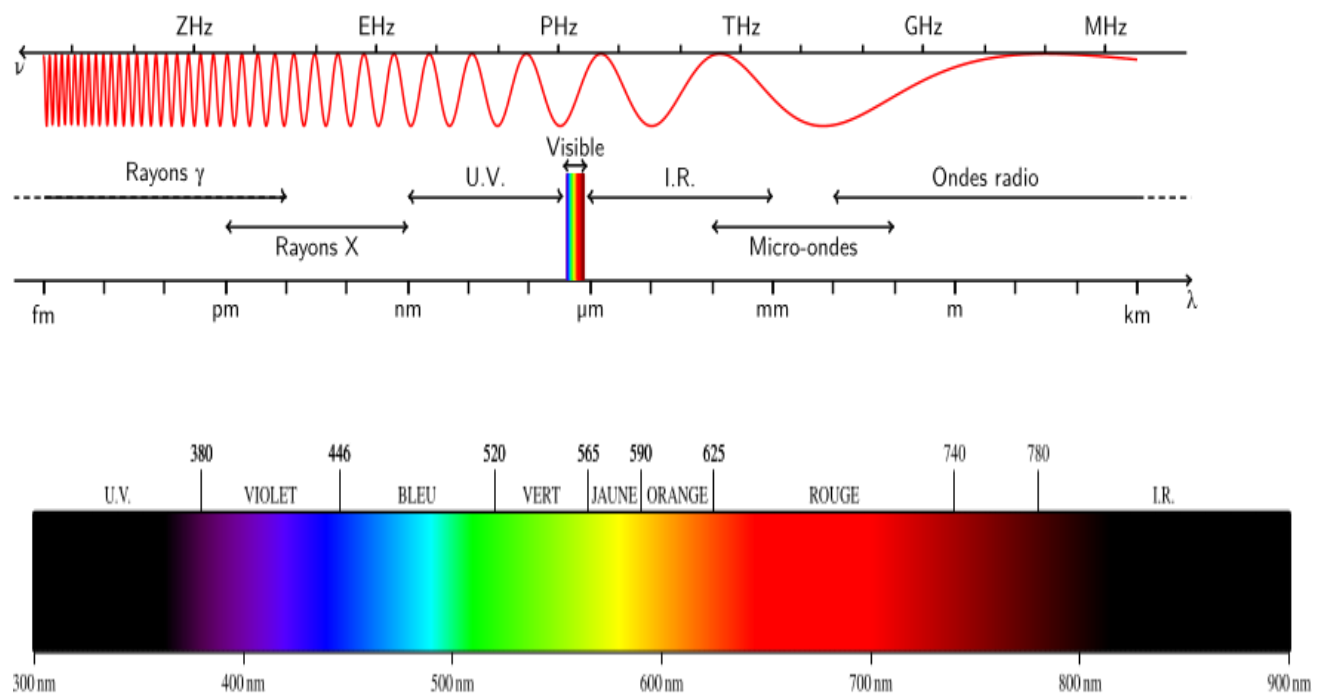 ZHz EHz PHz THz GHz MHz
ν
Visible
Rayons γ U.V. I.R. Ondes radio
Rayons X Micro-ondes
fm pm nm μm mm m km λ
380 446 520 565 590 625 740 780
U.V. VIOLET BLEU VERT JAUNE ORANGE ROUGE I.R.
300 nm 400 nm 500 nm 600 nm 700 nm 800 nm 900 nm